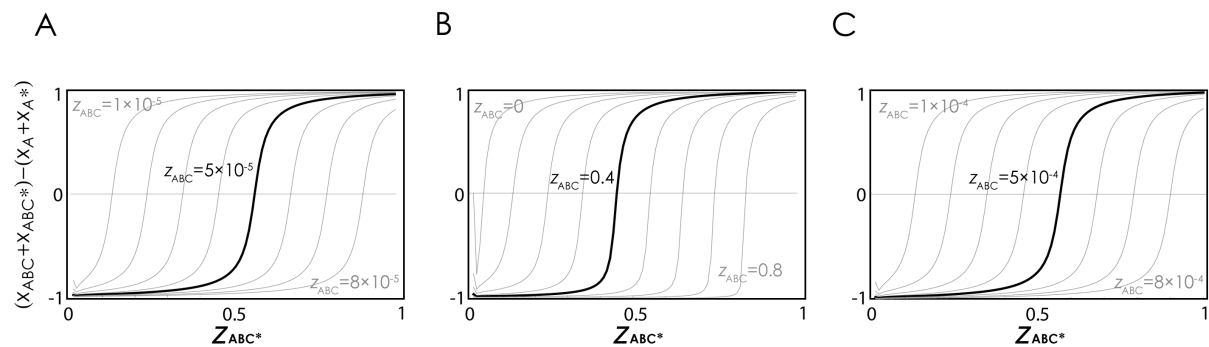 A
B
C
(xABC+xABC*)−(xA+xA*)
1
0
-1
zABC=1×10-5
zABC=5×10-5
zABC=8×10-5
0
0.5
1
ZABC*
1
0
-1
zABC=0
zABC=0.4
zABC=0.8
0
0.5
1
ZABC*
1
0
-1
zABC=1×10-4
zABC=5×10-4
zABC=8×10-4
0
0.5
1
ZABC*